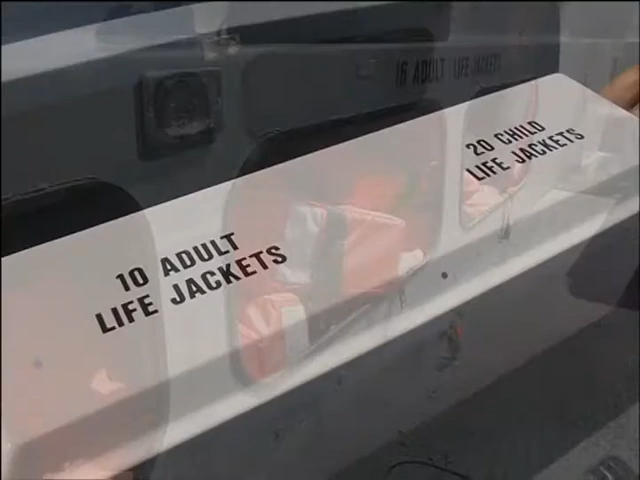 16 ADULT LIFE JACKETS
20 CHILD
LIFE JACKETS
10 ADULT
LIFE JACKETS